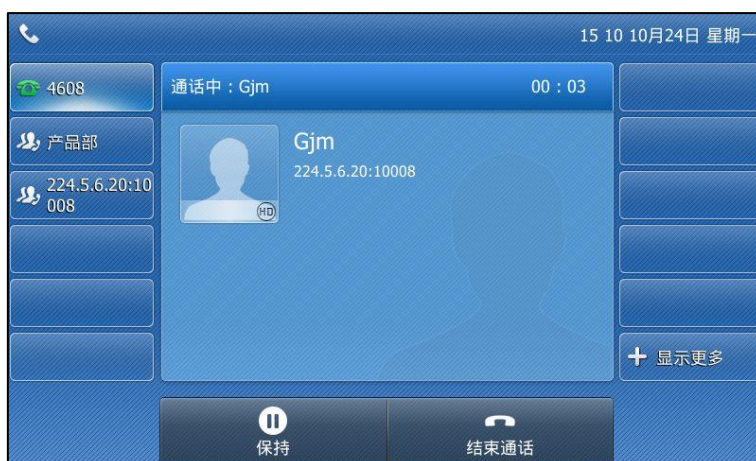 15 10 10月24日 星期一
4608
通话中：Gjm
00：03
产品部
Gjm
224.5.6.20:10008
HD
224.5.6.20:10
008
显示更多
保持
结束通话